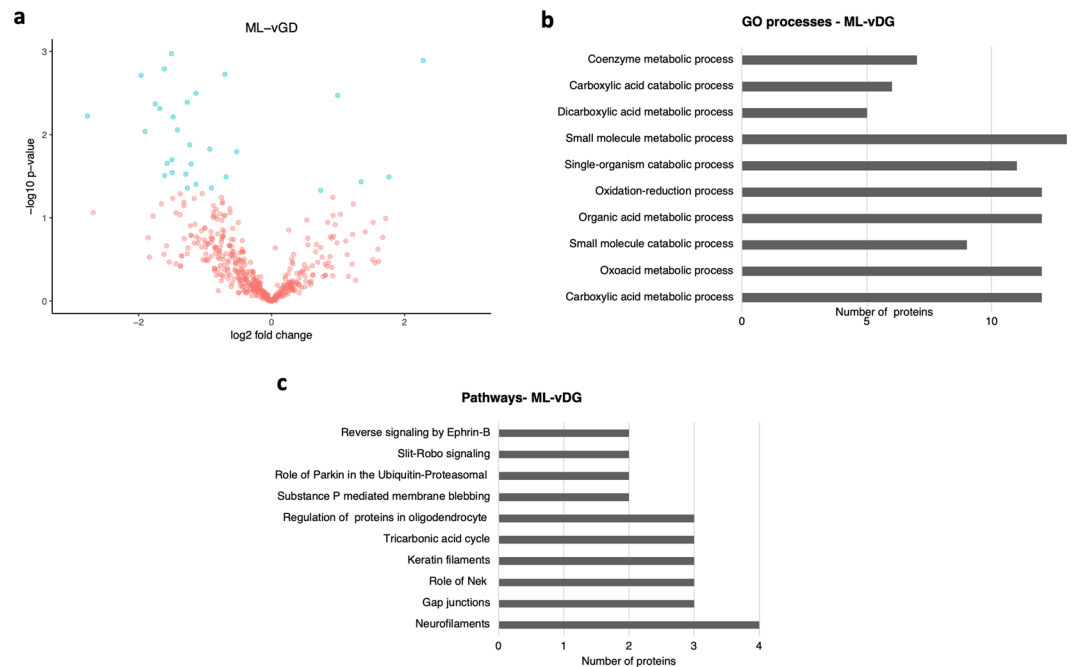 a
ML−vGD
3
2
1
0
−log10 p−value
−2
0
2
log2 fold change
b
GO processes - ML-vDG
Coenzyme metabolic process
Carboxylic acid catabolic process
Dicarboxylic acid metabolic process
Small molecule metabolic process
Single-organism catabolic process
Oxidation-reduction process
Organic acid metabolic process
Small molecule catabolic process
Oxoacid metabolic process
Carboxylic acid metabolic process
Number of proteins
0
5
10
c
Pathways- ML-vDG
Reverse signaling by Ephrin-B
Slit-Robo signaling
Role of Parkin in the Ubiquitin-Proteasomal
Substance P mediated membrane blebbing
Regulation of proteins in oligodendrocyte
Tricarbonic acid cycle
Keratin filaments
Role of Nek
Gap junctions
Neurofilaments
0
1
2
3
4
Number of proteins